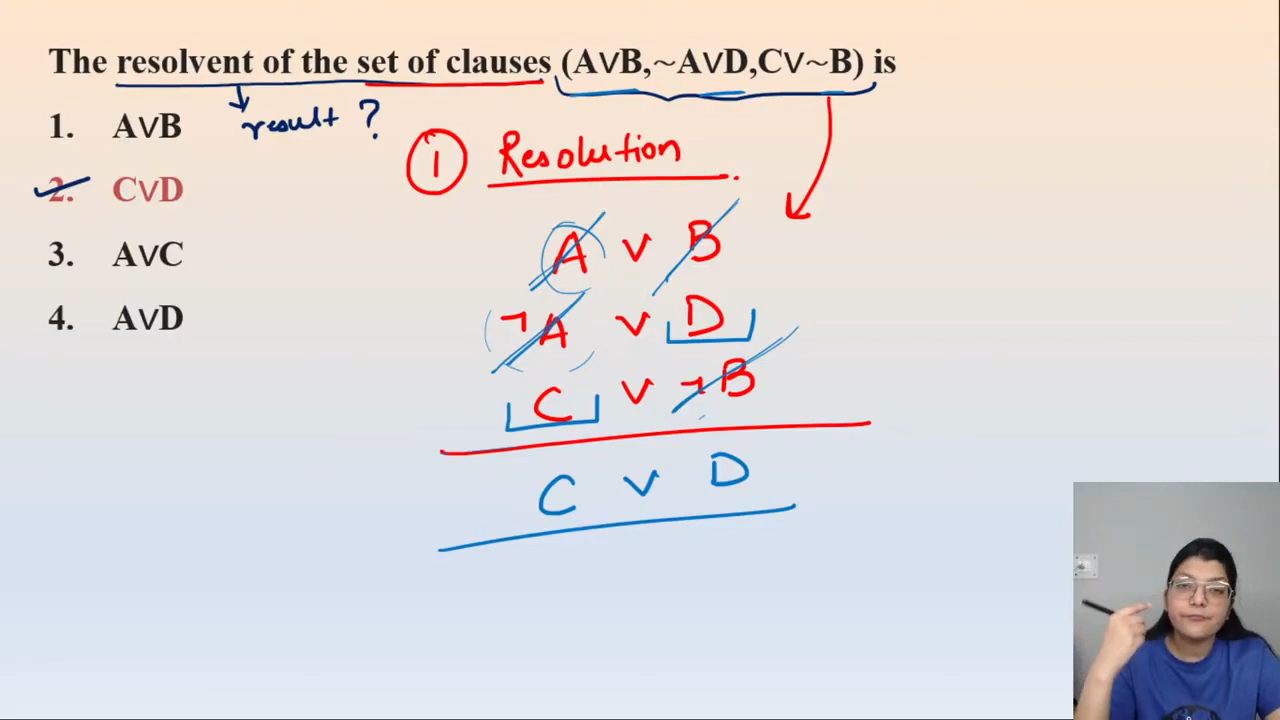 The resolvent of the set of clauses (A∨B,~A∨D,C∨~B) is
result ?
1. A∨B
2. C∨D
3. A∨C
4. A∨D
1 Resolution
A ∨ B
¬A ∨ D
C ∨ ¬B
C ∨ D